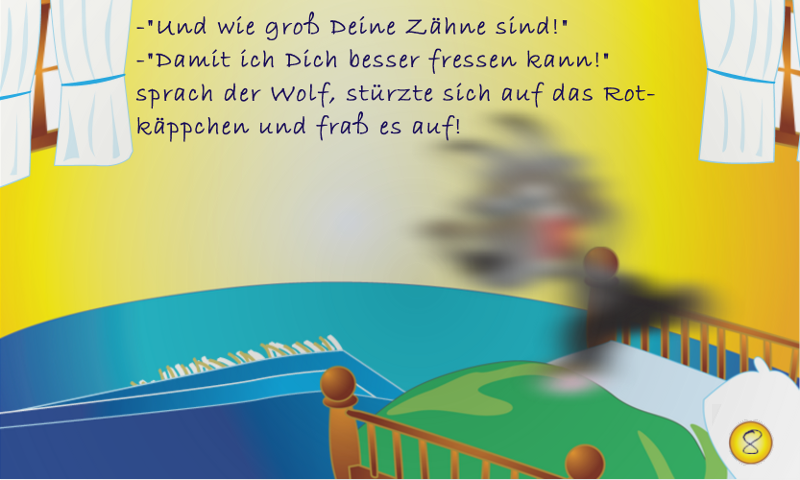 -"Und wie groß Deine Zähne sind!"
-"Damit ich Dich besser fressen kann!"
sprach der Wolf, stürzte sich auf das Rot-
käppchen und fraß es auf!
8